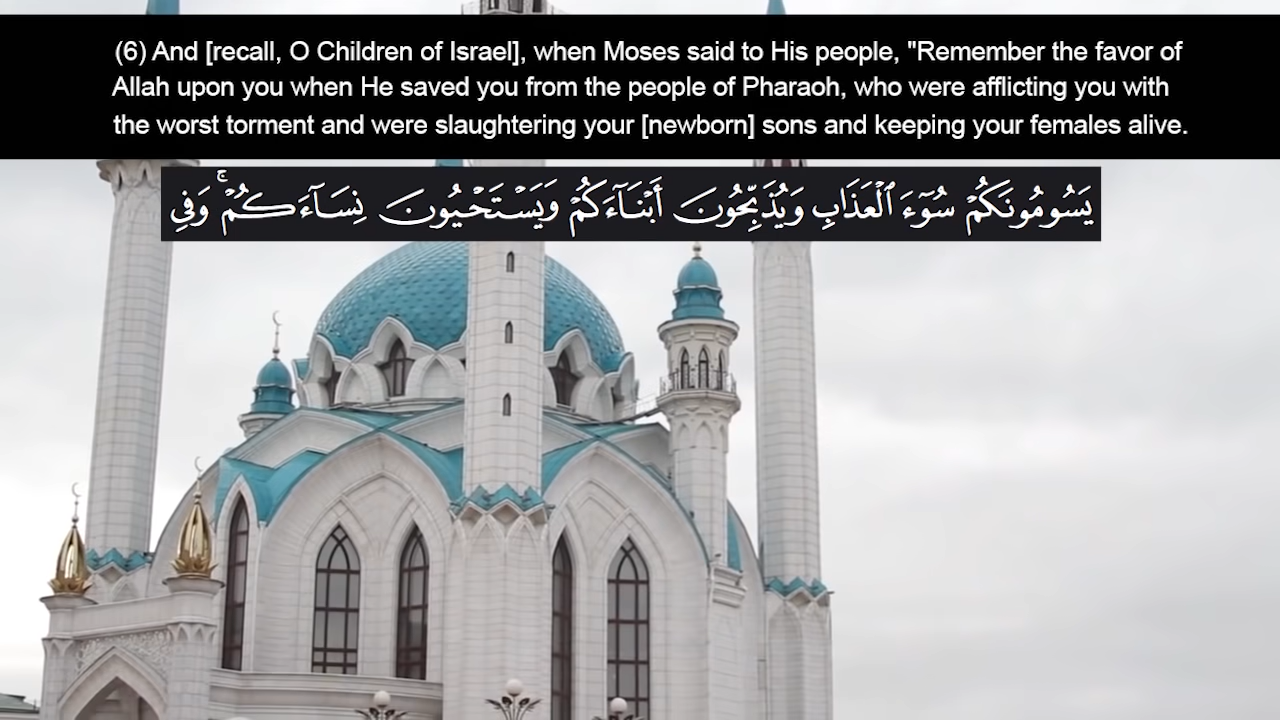 (6) And [recall, O Children of Israel], when Moses said to His people, "Remember the favor of
Allah upon you when He saved you from the people of Pharaoh, who were afflicting you with
the worst torment and were slaughtering your [newborn] sons and keeping your females alive.
يَسُومُونَكُمْ سُوٓءَ ٱلْعَذَابِ وَيُذَبِّحُونَ أَبْنَآءَكُمْ وَيَسْتَحْيُونَ نِسَآءَكُمْ ۚ وَفِى